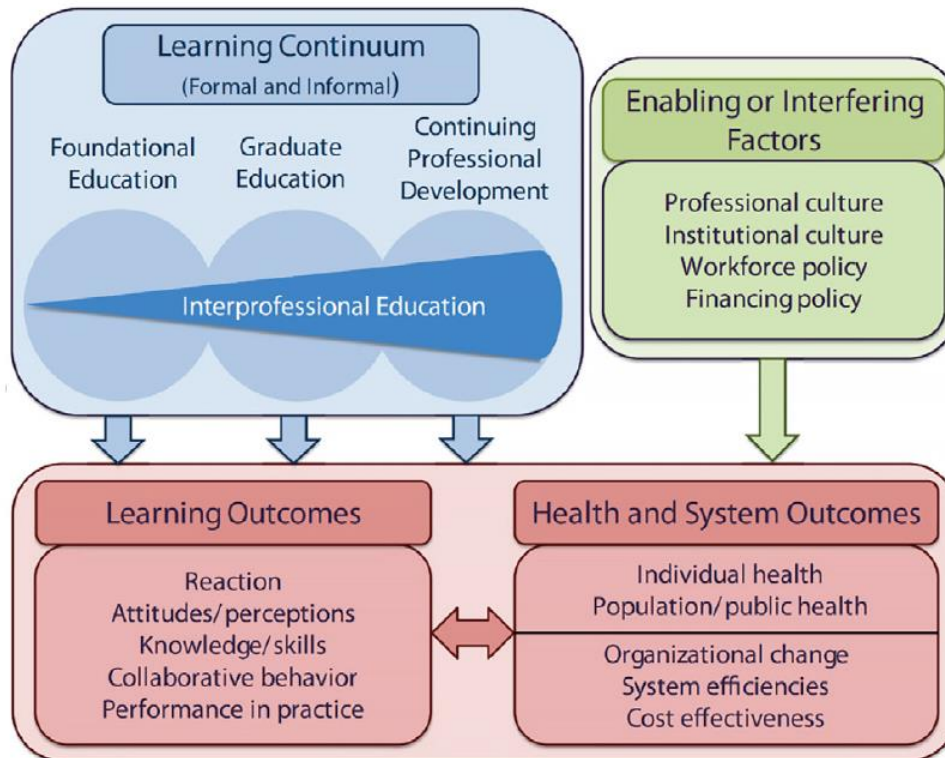 Learning Continuum
(Formal and Informal)
Foundational
Education
Graduate
Education
Continuing
Professional
Development
Interprofessional Education
Enabling or Interfering
Factors
Professional culture
Institutional culture
Workforce policy
Financing policy
Learning Outcomes
Reaction
Attitudes/perceptions
Knowledge/skills
Collaborative behavior
Performance in practice
Health and System Outcomes
Individual health
Population/public health
Organizational change
System efficiencies
Cost effectiveness